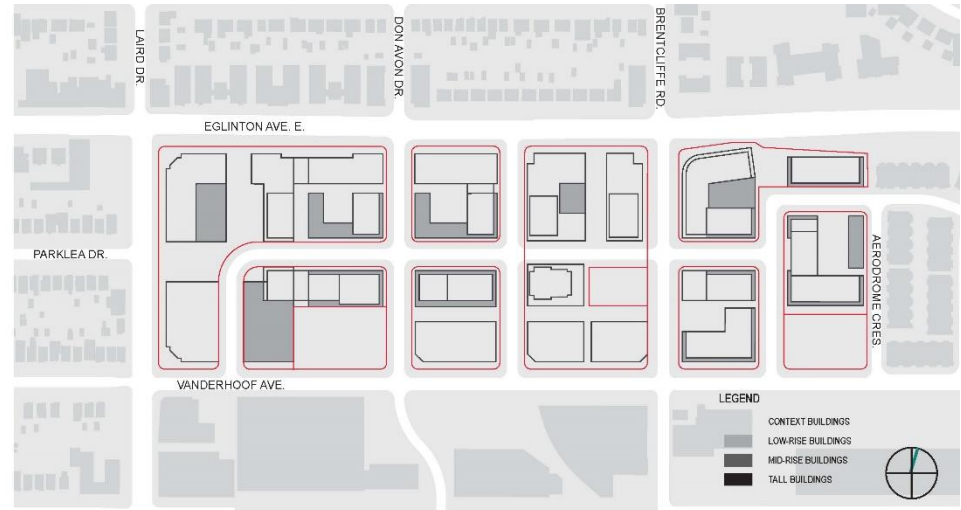 LAIRD DR.
DON AVON DR.
BRENTCLIFFE RD.
EGLINTON AVE. E.
PARKLEA DR.
AERODROME CRES.
VANDERHOOF AVE.
LEGEND
CONTEXT BUILDINGS
LOW-RISE BUILDINGS
MID-RISE BUILDINGS
TALL BUILDINGS